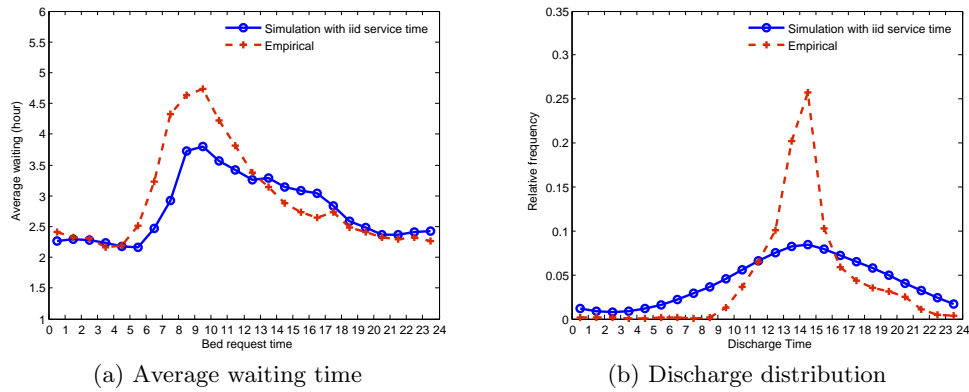 6
5.5
5
4.5
4
3.5
3
2.5
2
1.5
1
Average waiting (hour)
Simulation with iid service time
Empirical
0 1 2 3 4 5 6 7 8 9 10 11 12 13 14 15 16 17 18 19 20 21 22 23 24
Bed request time
(a) Average waiting time
0.35
0.3
0.25
0.2
0.15
0.1
0.05
0
Relative frequency
Simulation with iid service time
Empirical
0 1 2 3 4 5 6 7 8 9 10 11 12 13 14 15 16 17 18 19 20 21 22 23 24
Discharge Time
(b) Discharge distribution